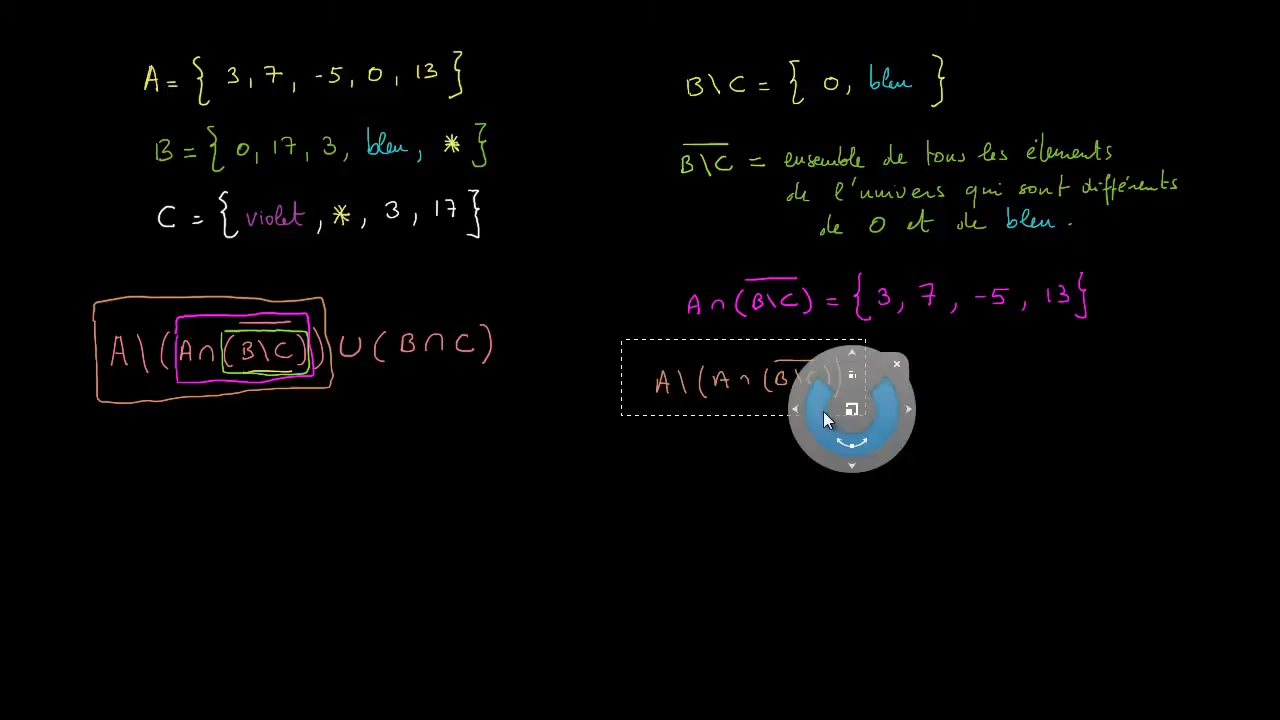 A = { 3, 7, -5, 0, 13 }
B = { 0, 17, 3, bleu, * }
C = { violet, *, 3, 17 }
A \ ( A ∩ ( B̅ ̅\̅ ̅C̅ ) ) ∪ ( B ∩ C )
B \ C = { 0, bleu }
B̅ ̅\̅ ̅C̅ = ensemble de tous les élements
de l'univers qui sont différents
de 0 et de bleu.
A ∩ ( B̅ ̅\̅ ̅C̅ ) = { 3, 7, -5, 13 }
A \ ( A ∩ ( B̅ ̅\̅ ̅C̅ ) )